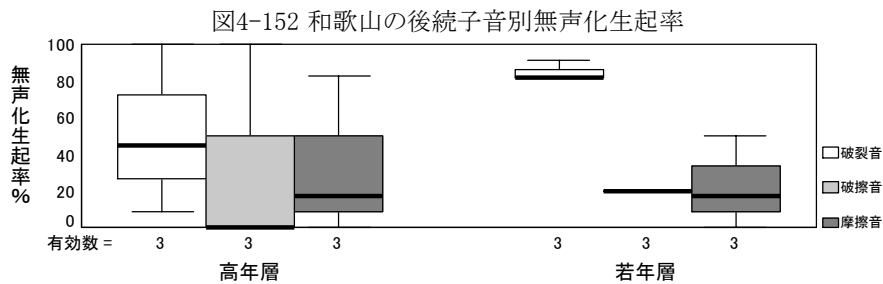 図4-152 和歌山の後続子音別無声化生起率
無声化生起率%
100
80
60
40
20
0
破裂音
破擦音
摩擦音
有効数 = 3 3 3 3 3 3
高年層 若年層